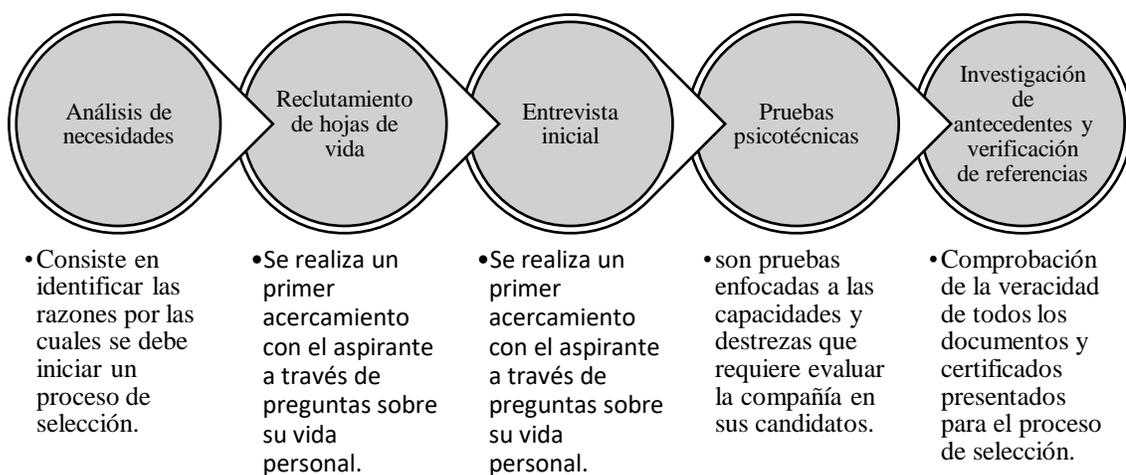 Análisis de
necesidades
Reclutamiento
de hojas de
vida
Entrevista
inicial
Pruebas
psicotécnicas
Investigación
de
antecedentes y
verificación
de referencias
•Consiste en
identificar las
razones por las
cuales se debe
iniciar un
proceso de
selección.
•Se realiza un
primer
acercamiento
con el aspirante
a través de
preguntas sobre
su vida
personal.
•Se realiza un
primer
acercamiento
con el aspirante
a través de
preguntas sobre
su vida
personal.
•son pruebas
enfocadas a las
capacidades y
destrezas que
requiere evaluar
la compañía en
sus candidatos.
•Comprobación
de la veracidad
de todos los
documentos y
certificados
presentados
para el proceso
de selección.